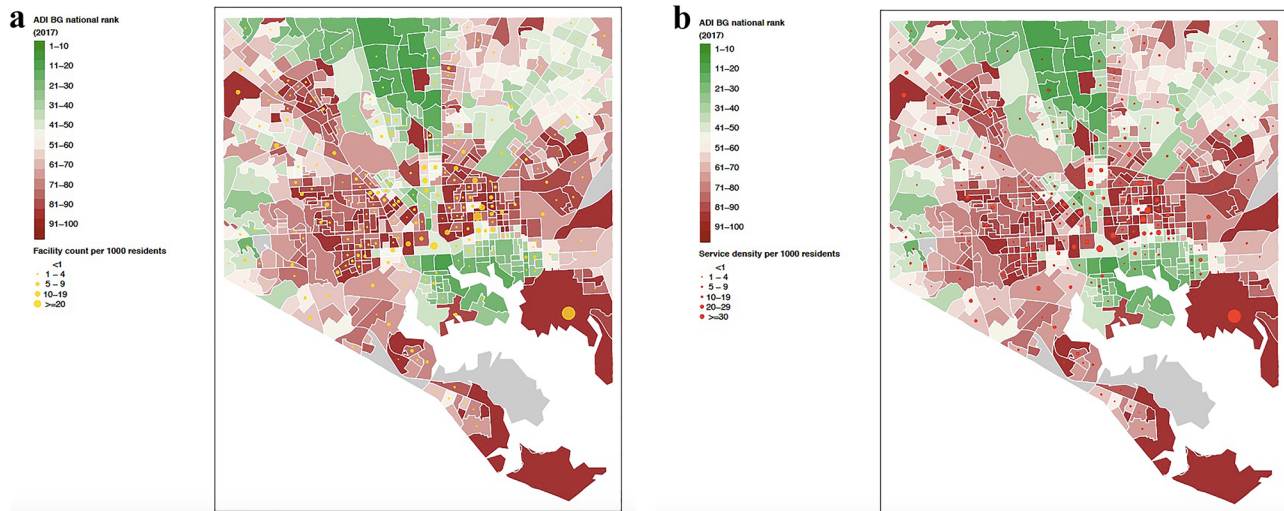 a
ADI BG national rank
(2017)
1–10
11–20
21–30
31–40
41–50
51–60
61–70
71–80
81–90
91–100
Facility count per 1000 residents
<1
1 – 4
5 – 9
10–19
>=20
b
ADI BG national rank
(2017)
1–10
11–20
21–30
31–40
41–50
51–60
61–70
71–80
81–90
91–100
Service density per 1000 residents
<1
1 – 4
5 – 9
10–19
20–29
>=30